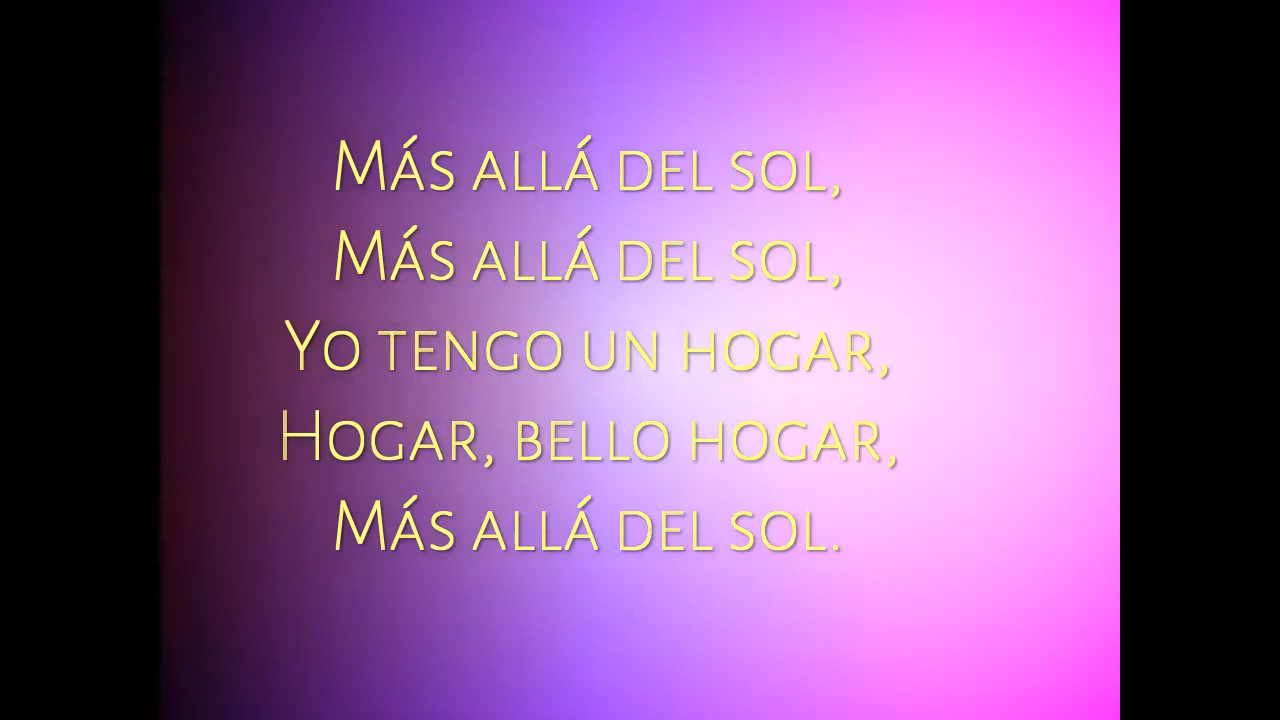 Más allá del sol,
Más allá del sol,
Yo tengo un hogar,
Hogar, bello hogar,
Más allá del sol.